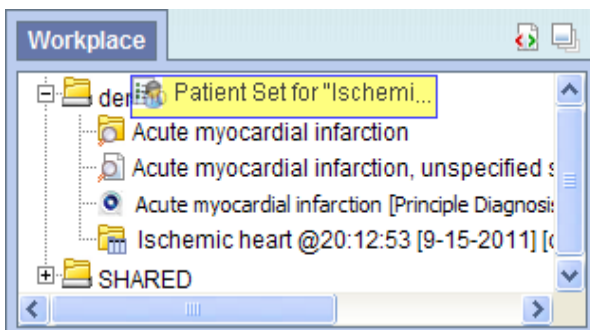 Workplace
Patient Set for "Ischemi...
Acute myocardial infarction
Acute myocardial infarction, unspecified
Acute myocardial infarction [Principle Diagnosis
Ischemic heart @20:12:53 [9-15-2011]
SHARED